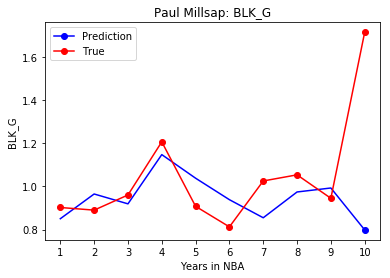 Paul Millsap: BLK_G
Prediction
True
BLK_G
1.6
1.4
1.2
1.0
0.8
1 2 3 4 5 6 7 8 9 10
Years in NBA